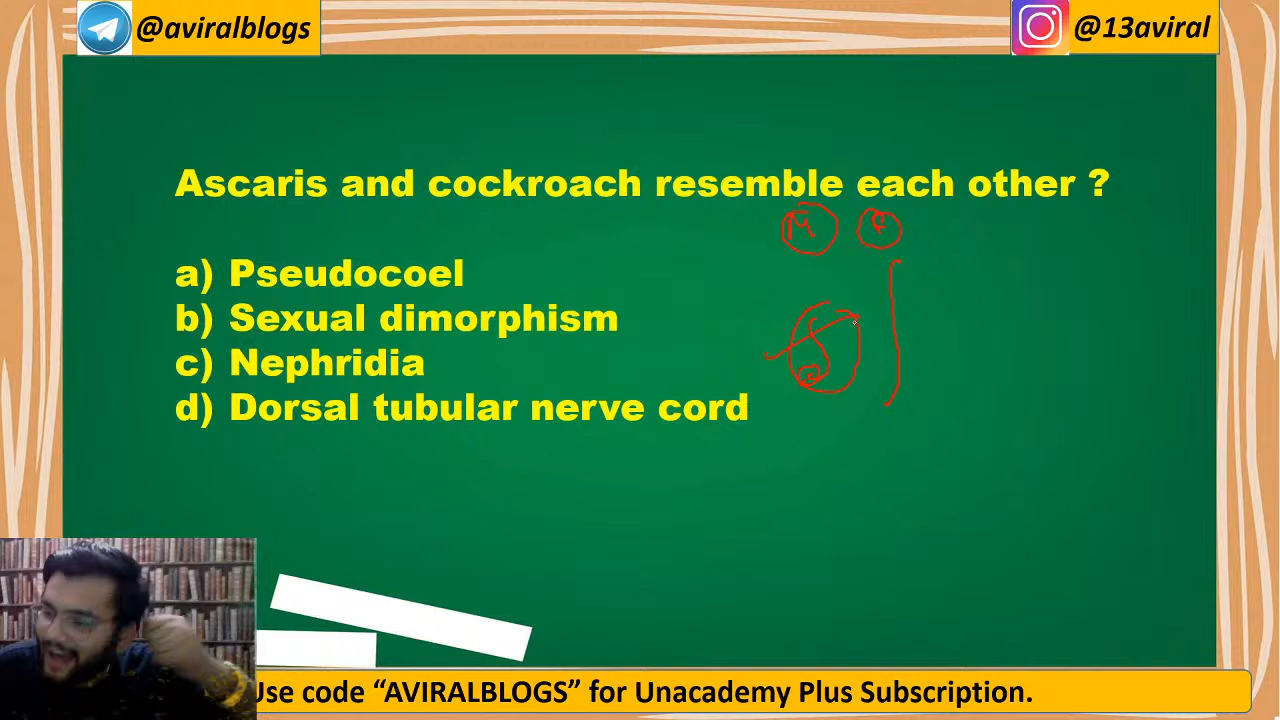 @aviralblogs
@13aviral
Ascaris and cockroach resemble each other ?
M F
a) Pseudocoel
b) Sexual dimorphism
c) Nephridia
d) Dorsal tubular nerve cord
Use code “AVIRALBLOGS” for Unacademy Plus Subscription.